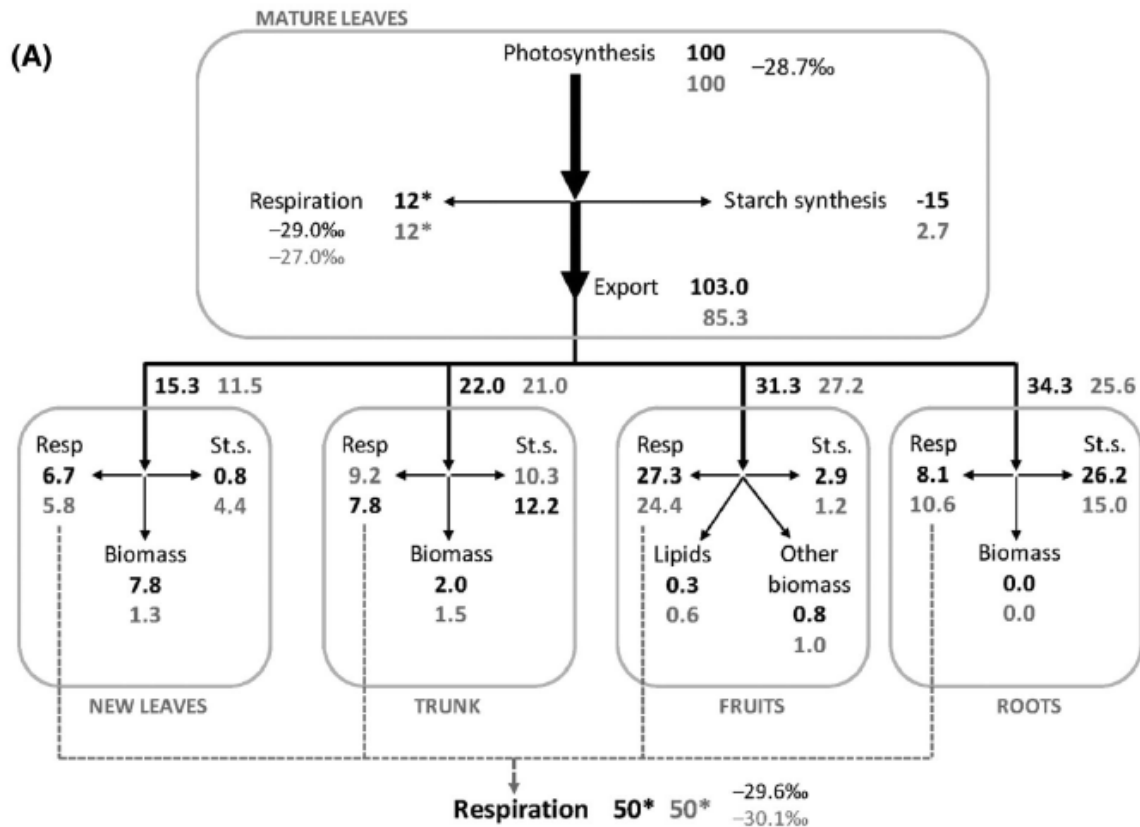 MATURE LEAVES
(A)
Photosynthesis 100 –28.7‰
100
Respiration 12* Starch synthesis -15
–29.0‰ 12* 2.7
–27.0‰
Export 103.0
85.3
15.3 11.5 22.0 21.0 31.3 27.2 34.3 25.6
Resp St.s. Resp St.s. Resp St.s. Resp St.s.
6.7 0.8 9.2 10.3 27.3 2.9 8.1 26.2
5.8 4.4 7.8 12.2 24.4 1.2 10.6 15.0
Biomass Biomass Lipids Other Biomass
7.8 2.0 0.3 biomass 0.0
1.3 1.5 0.6 0.8 0.0
1.0
NEW LEAVES TRUNK FRUITS ROOTS
Respiration 50* 50* –29.6‰
–30.1‰